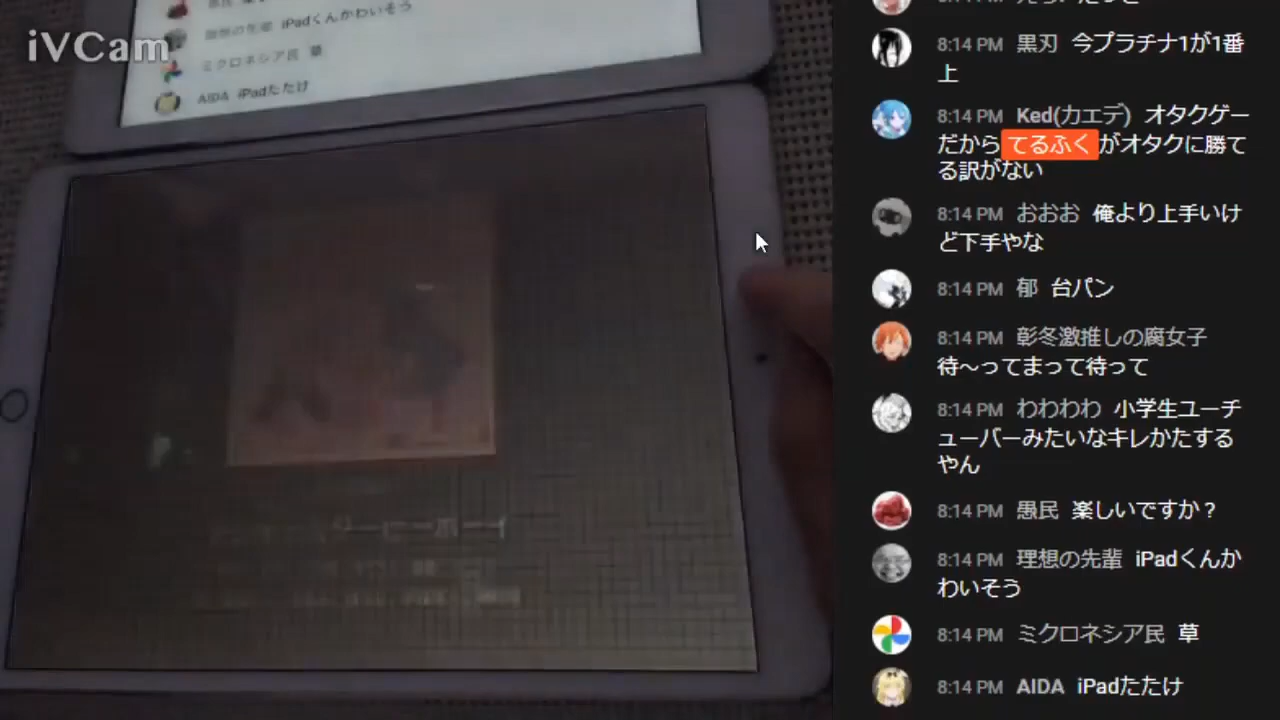 iVCam
理想の先輩 iPadくんかわいそう
ミクロネシア民 草
AIDA iPadたたけ
8:14 PM 黒刃 今プラチナ1が1番
上
8:14 PM Ked(カエデ) オタクゲー
だからてるふくがオタクに勝て
る訳がない
8:14 PM おおお 俺より上手いけ
ど下手やな
8:14 PM 郁 台パン
8:14 PM 彰冬激推しの腐女子
待〜ってまって待って
8:14 PM わわわわ 小学生ユーチ
ューバーみたいなキレかたする
やん
8:14 PM 愚民 楽しいですか？
8:14 PM 理想の先輩 iPadくんか
わいそう
8:14 PM ミクロネシア民 草
8:14 PM AIDA iPadたたけ